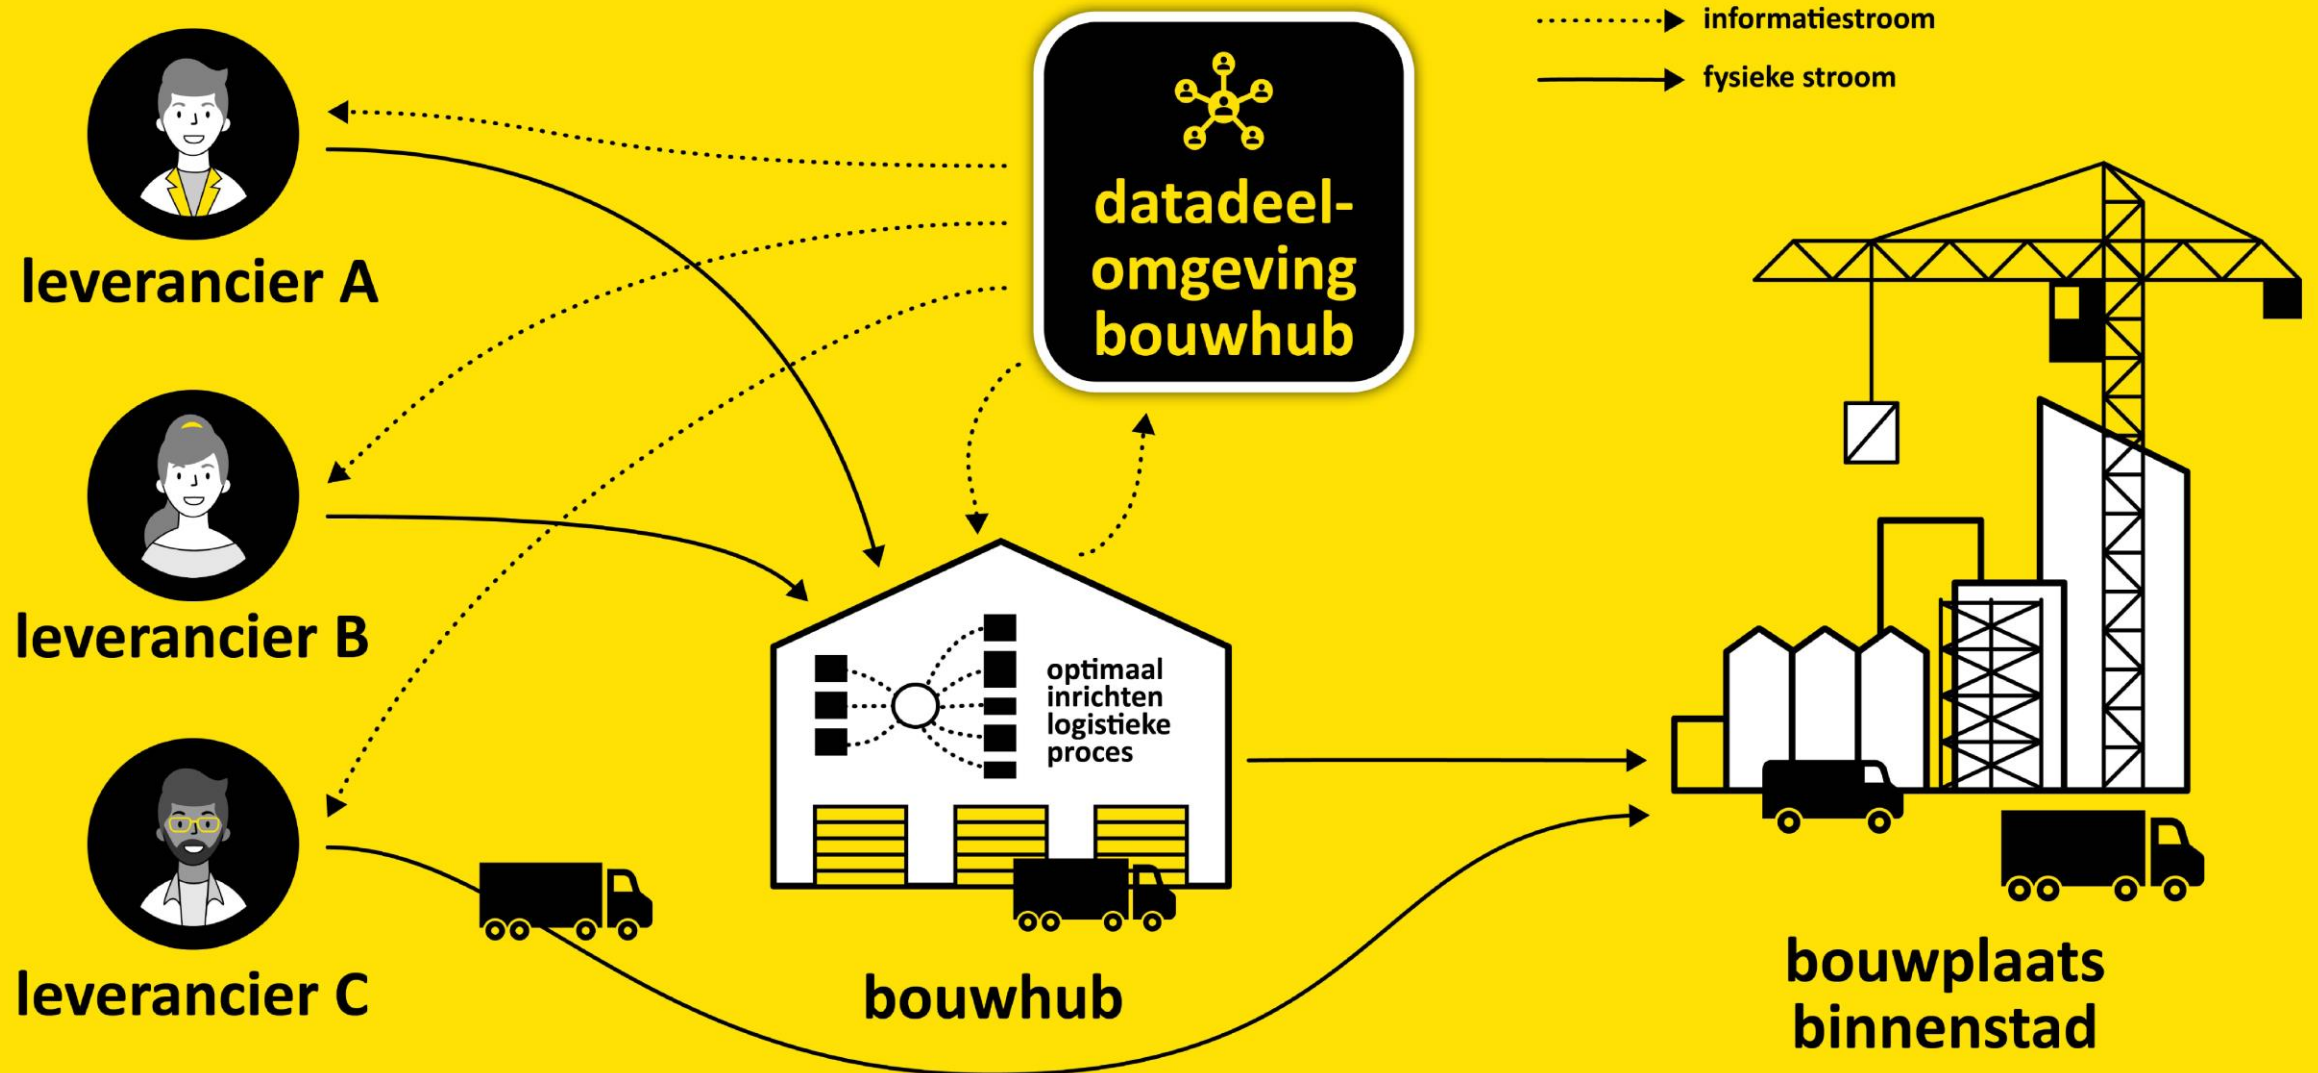 informatiestroom
fysieke stroom
datadeel-
omgeving
bouwhub
leverancier A
leverancier B
leverancier C
optimaal
inrichten
logistieke
proces
bouwhub
bouwplaats
binnenstad